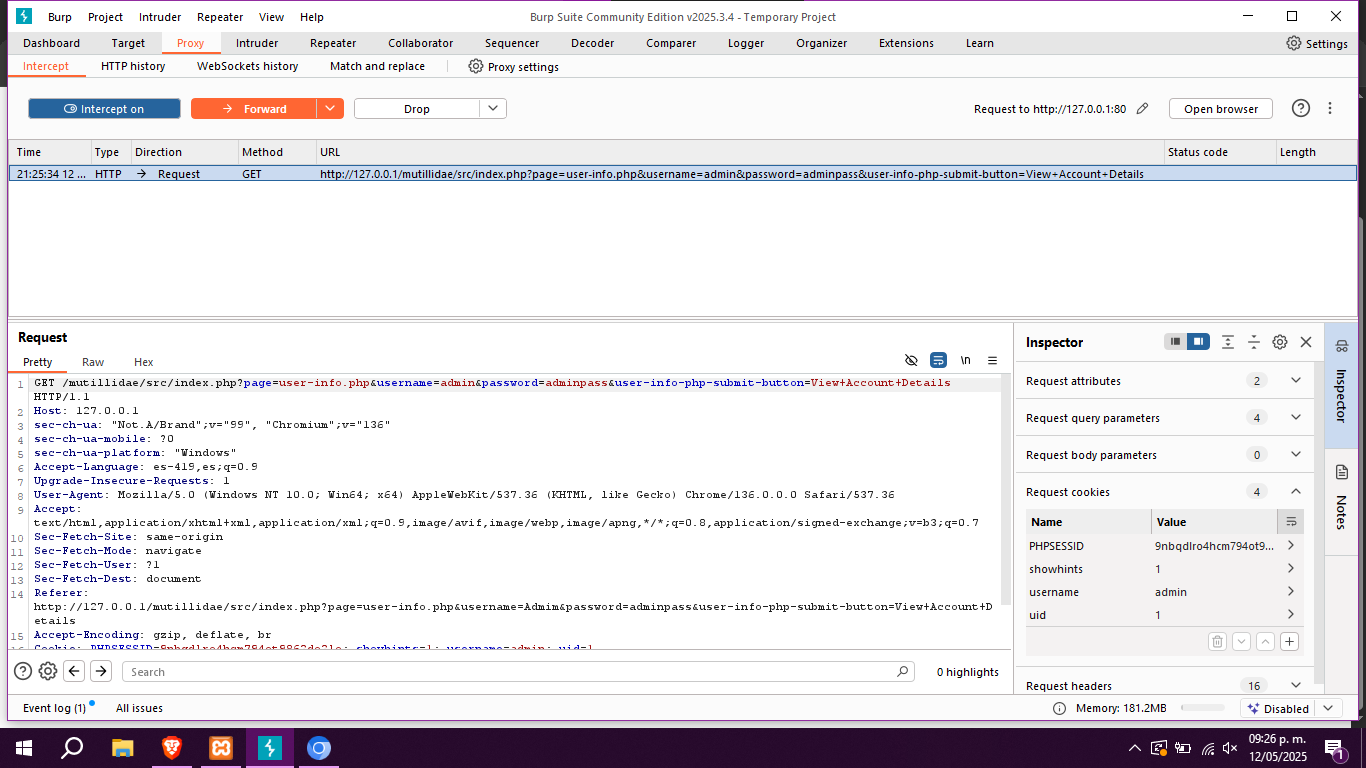 Burp Project Intruder Repeater View Help Burp Suite Community Edition v2025.3.4 - Temporary Project
Dashboard Target Proxy Intruder Repeater Collaborator Sequencer Decoder Comparer Logger Organizer Extensions Learn Settings
Intercept HTTP history WebSockets history Match and replace Proxy settings
Intercept on Forward Drop Request to http://127.0.0.1:80 Open browser
Time Type Direction Method URL Status code Length
21:25:34 12 ... HTTP → Request GET http://127.0.0.1/mutillidae/src/index.php?page=user-info.php&username=admin&password=adminpass&user-info-php-submit-button=View+Account+Details
Request
Pretty Raw Hex \n
1 GET /mutillidae/src/index.php?page=user-info.php&username=admin&password=adminpass&user-info-php-submit-button=View+Account+Details
HTTP/1.1
2 Host: 127.0.0.1
3 sec-ch-ua: "Not.A/Brand";v="99", "Chromium";v="136"
4 sec-ch-ua-mobile: ?0
5 sec-ch-ua-platform: "Windows"
6 Accept-Language: es-419,es;q=0.9
7 Upgrade-Insecure-Requests: 1
8 User-Agent: Mozilla/5.0 (Windows NT 10.0; Win64; x64) AppleWebKit/537.36 (KHTML, like Gecko) Chrome/136.0.0.0 Safari/537.36
9 Accept:
text/html,application/xhtml+xml,application/xml;q=0.9,image/avif,image/webp,image/apng,*/*;q=0.8,application/signed-exchange;v=b3;q=0.7
10 Sec-Fetch-Site: same-origin
11 Sec-Fetch-Mode: navigate
12 Sec-Fetch-User: ?1
13 Sec-Fetch-Dest: document
14 Referer:
http://127.0.0.1/mutillidae/src/index.php?page=user-info.php&username=Admim&password=adminpass&user-info-php-submit-button=View+Account+D
etails
15 Accept-Encoding: gzip, deflate, br
showhints=1; username=admin; uid=1
Search 0 highlights
Inspector
Request attributes 2
Request query parameters 4
Request body parameters 0
Request cookies 4
Name Value
PHPSESSID 9nbqdlro4hcm794ot9...
showhints 1
username admin
uid 1
Request headers 16
Inspector
Notes
Event log (1) All issues Memory: 181.2MB Disabled
09:26 p. m.
12/05/2025
1